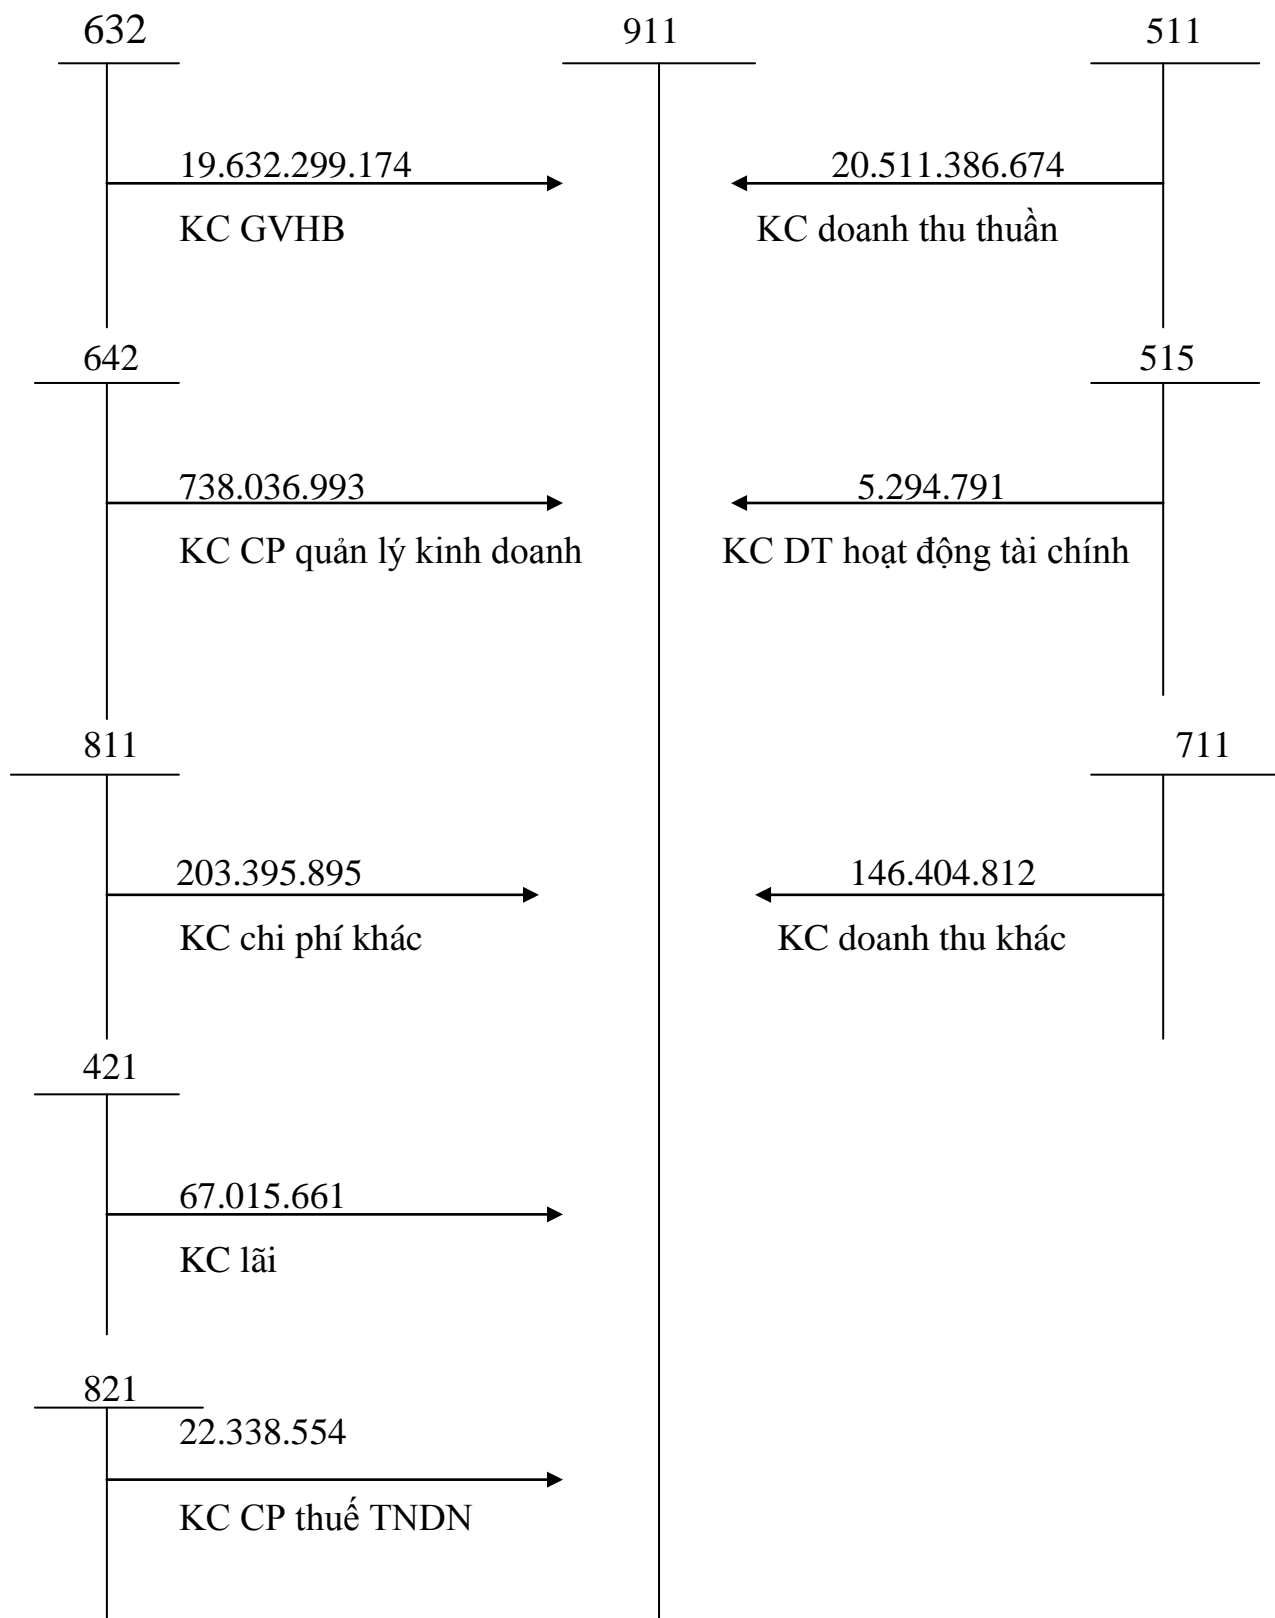 632
911
511
19.632.299.174
20.511.386.674
KC GVHB
KC doanh thu thuần
642
515
738.036.993
5.294.791
KC CP quản lý kinh doanh
KC DT hoạt động tài chính
811
711
203.395.895
146.404.812
KC chi phí khác
KC doanh thu khác
421
67.015.661
KC lãi
821
22.338.554
KC CP thuế TNDN